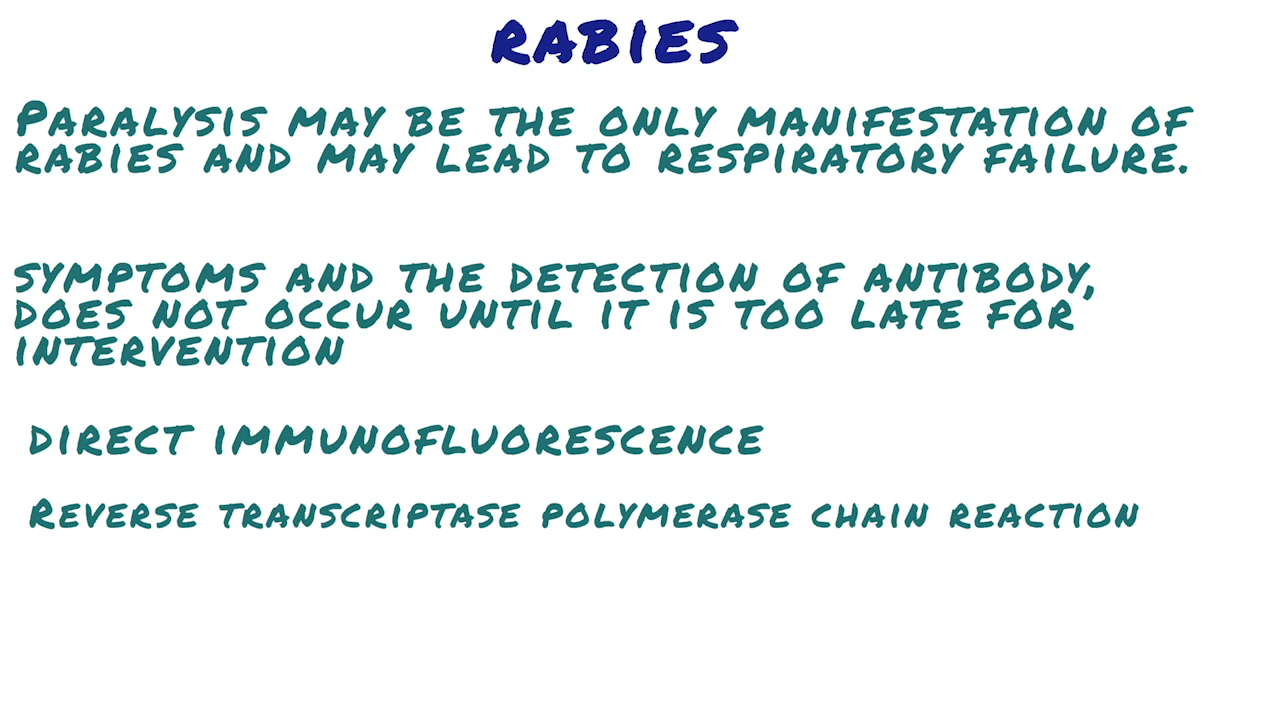 RABIES
PARALYSIS MAY BE THE ONLY MANIFESTATION OF
RABIES AND MAY LEAD TO RESPIRATORY FAILURE.
SYMPTOMS AND THE DETECTION OF ANTIBODY,
DOES NOT OCCUR UNTIL IT IS TOO LATE FOR
INTERVENTION
DIRECT IMMUNOFLUORESCENCE
REVERSE TRANSCRIPTASE POLYMERASE CHAIN REACTION